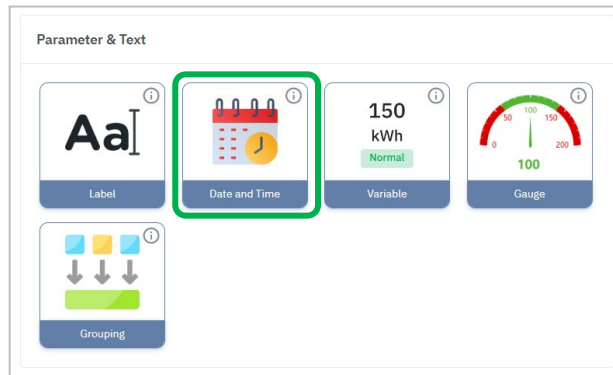 Parameter & Text
Aa
Label
Date and Time
150
kWh
Normal
Variable
0
50
100
150
200
100
Gauge
Grouping